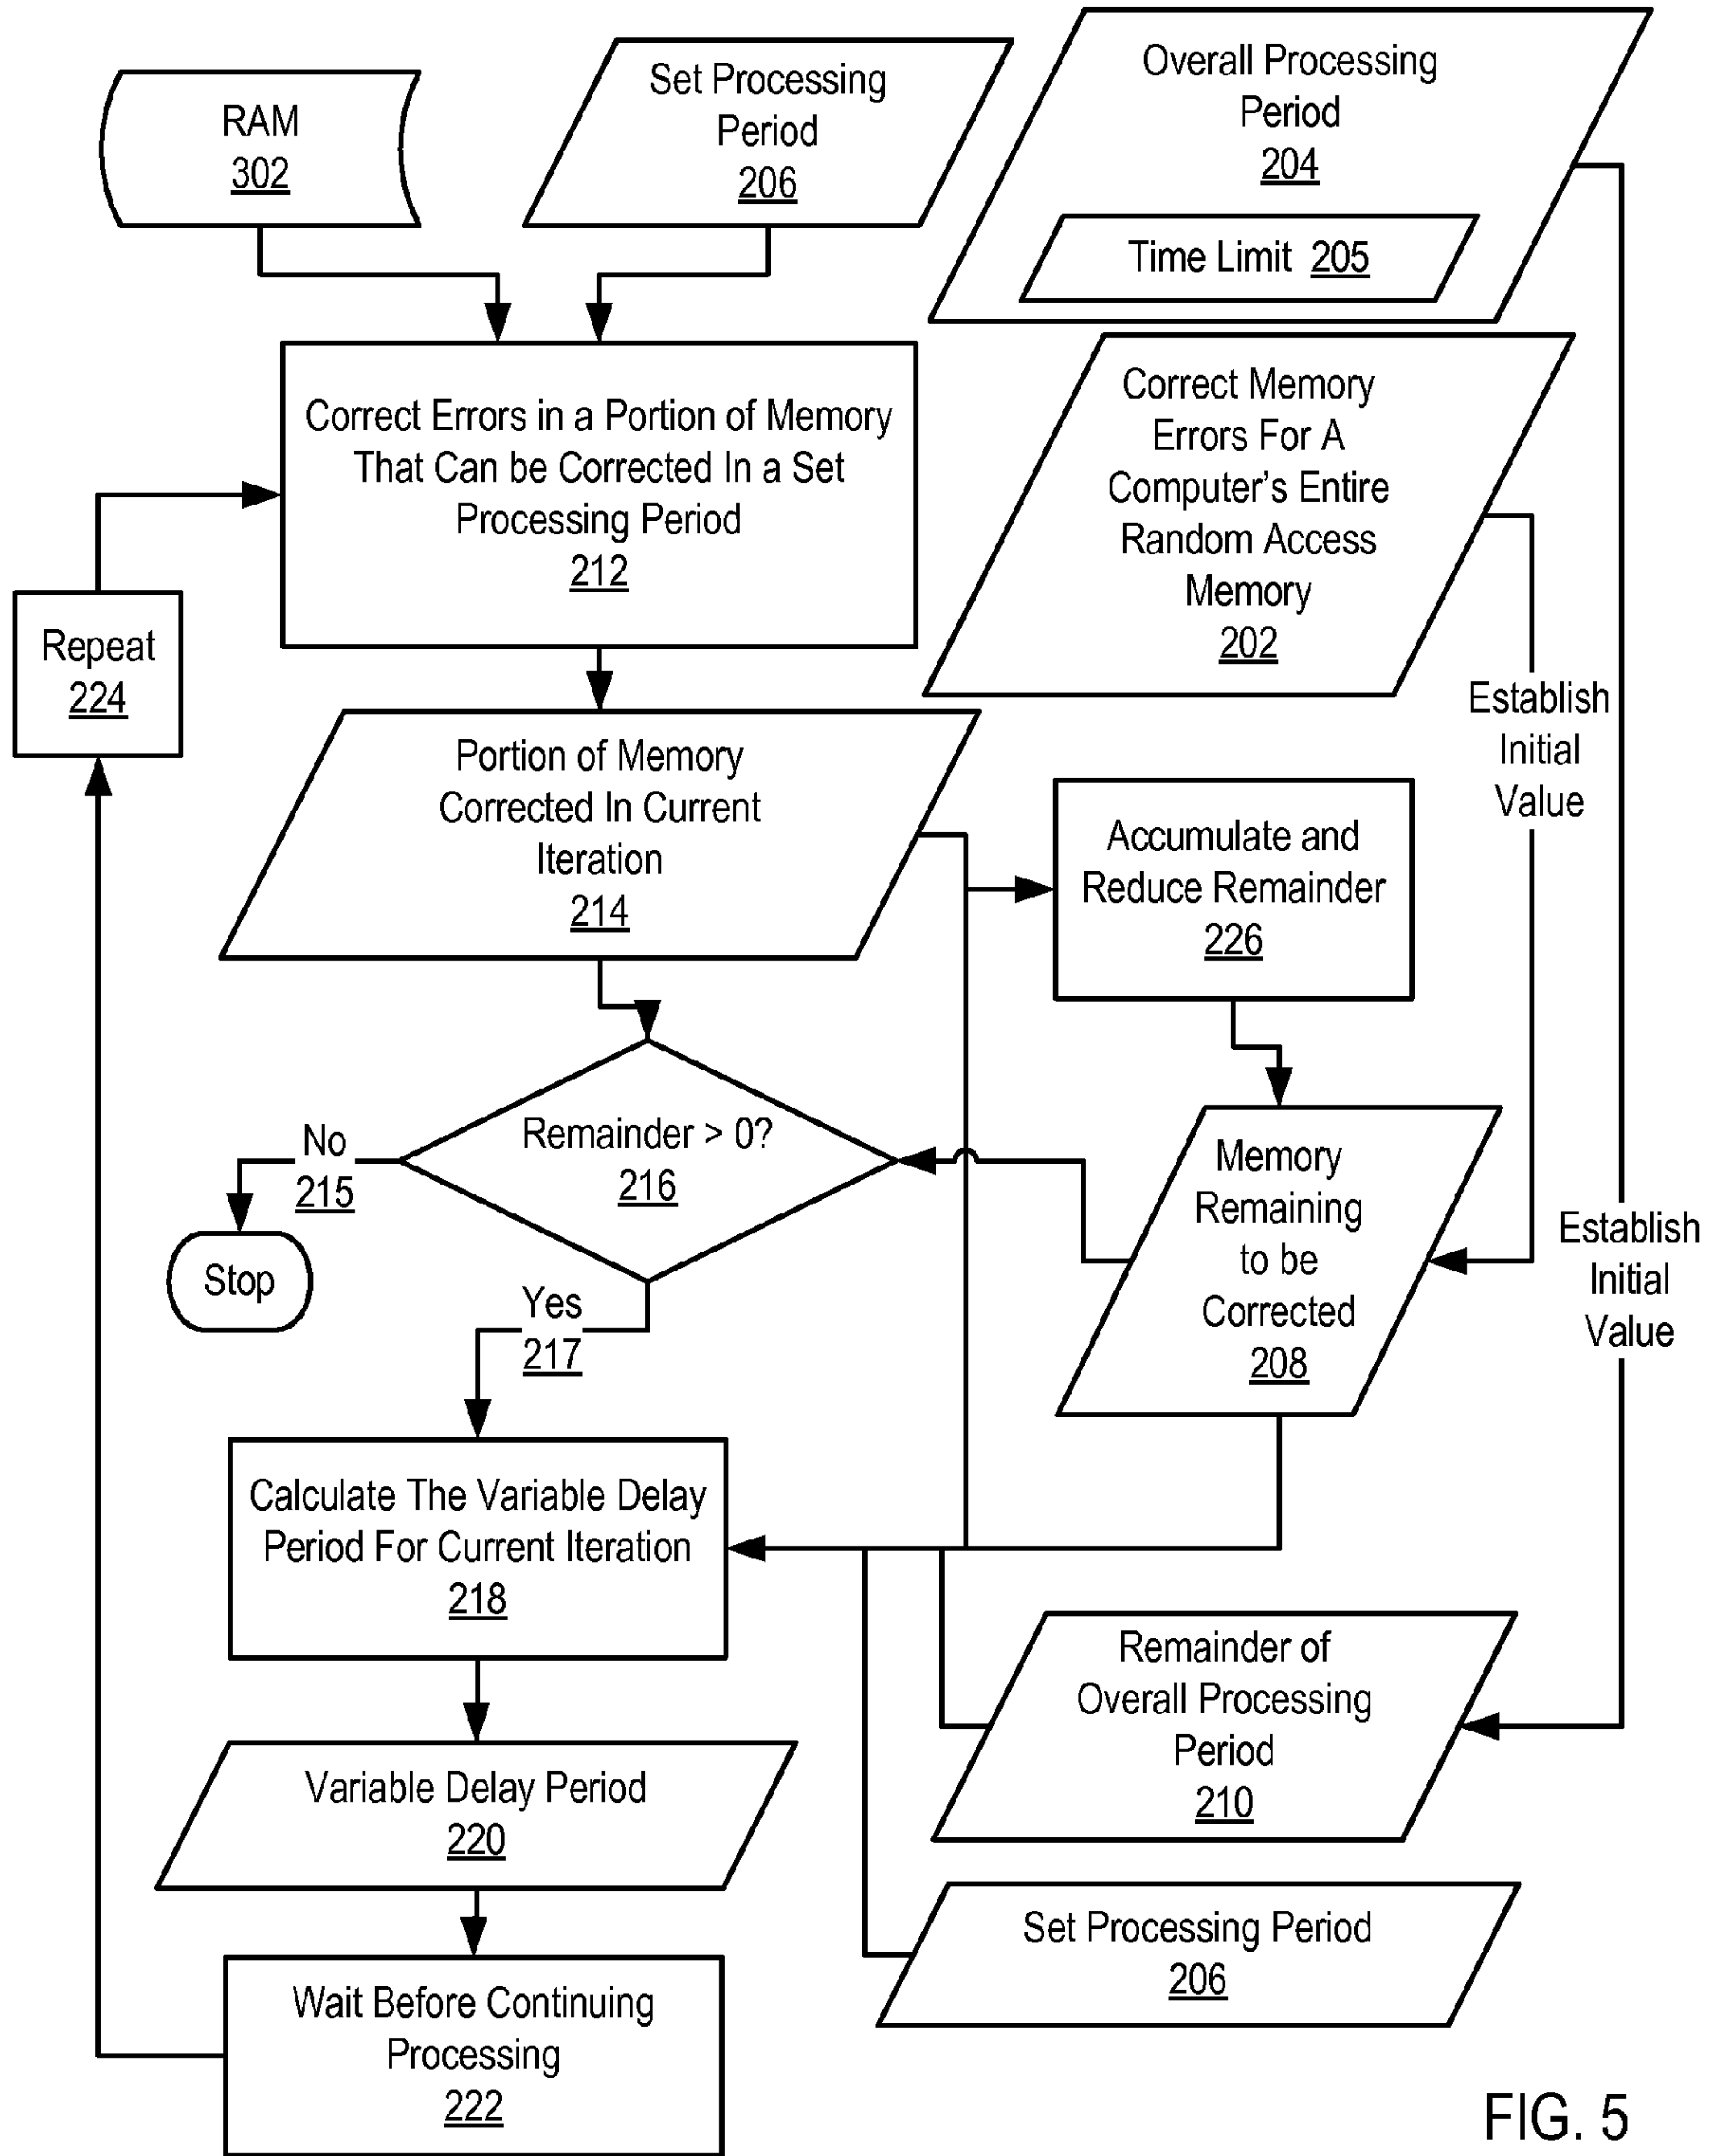 RAM
302
Set Processing
Period
206
Overall Processing
Period
204
Time Limit 205
Correct Errors in a Portion of Memory
That Can be Corrected In a Set
Processing Period
212
Correct Memory
Errors For A
Computer's Entire
Random Access
Memory
202
Repeat
224
Establish
Initial
Value
Portion of Memory
Corrected In Current
Iteration
214
Accumulate and
Reduce Remainder
226
Remainder > 0?
216
No
215
Stop
Yes
217
Memory
Remaining
to be
Corrected
208
Establish
Initial
Value
Calculate The Variable Delay
Period For Current Iteration
218
Remainder of
Overall Processing
Period
210
Variable Delay Period
220
Set Processing Period
206
Wait Before Continuing
Processing
222
FIG. 5